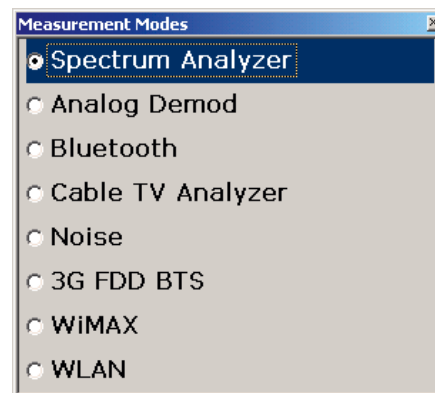 Measurement Modes
Spectrum Analyzer
Analog Demod
Bluetooth
Cable TV Analyzer
Noise
3G FDD BTS
WiMAX
WLAN